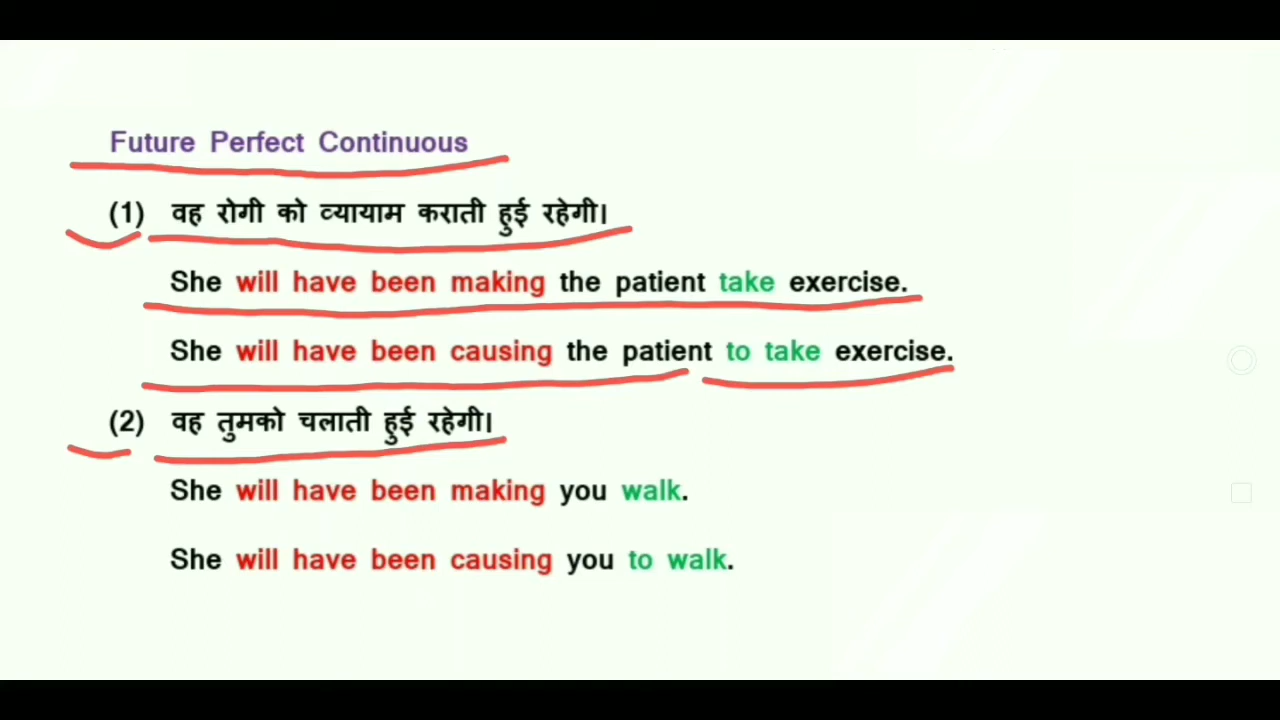 Future Perfect Continuous
(1) वह रोगी को व्यायाम कराती हुई रहेगी।
She will have been making the patient take exercise.
She will have been causing the patient to take exercise.
(2) वह तुमको चलाती हुई रहेगी।
She will have been making you walk.
She will have been causing you to walk.